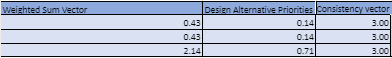 Weighted Sum Vector Design Alternative Priorities Consistency vector
0.43 0.14 3.00
0.43 0.14 3.00
2.14 0.71 3.00